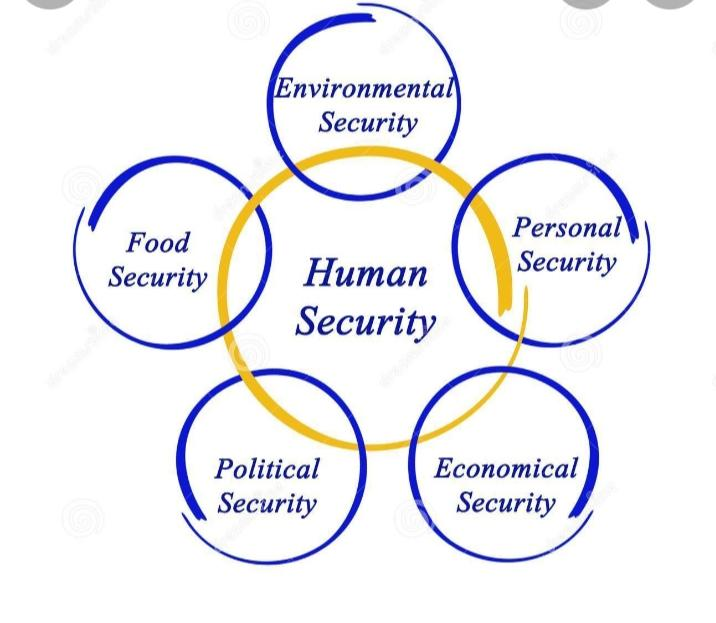 Environmental
Security
Food
Security
Human
Security
Personal
Security
Political
Security
Economical
Security